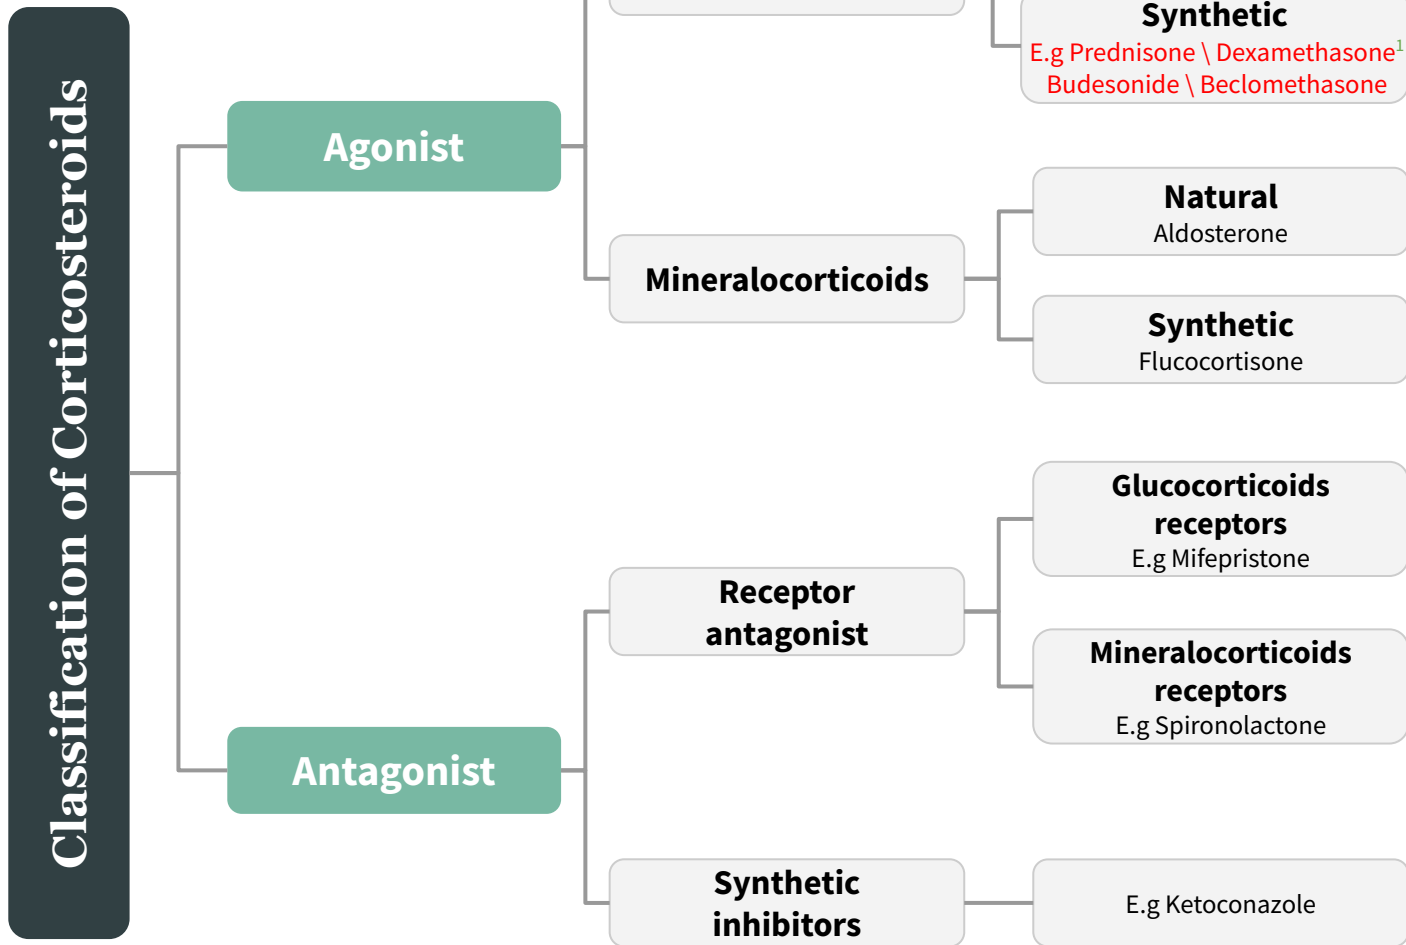 Classification of Corticosteroids
Agonist
Synthetic
E.g Prednisone \ Dexamethasone1
Budesonide \ Beclomethasone
Mineralocorticoids
Natural
Aldosterone
Synthetic
Flucocortisone
Antagonist
Receptor
antagonist
Glucocorticoids
receptors
E.g Mifepristone
Mineralocorticoids
receptors
E.g Spironolactone
Synthetic
inhibitors
E.g Ketoconazole